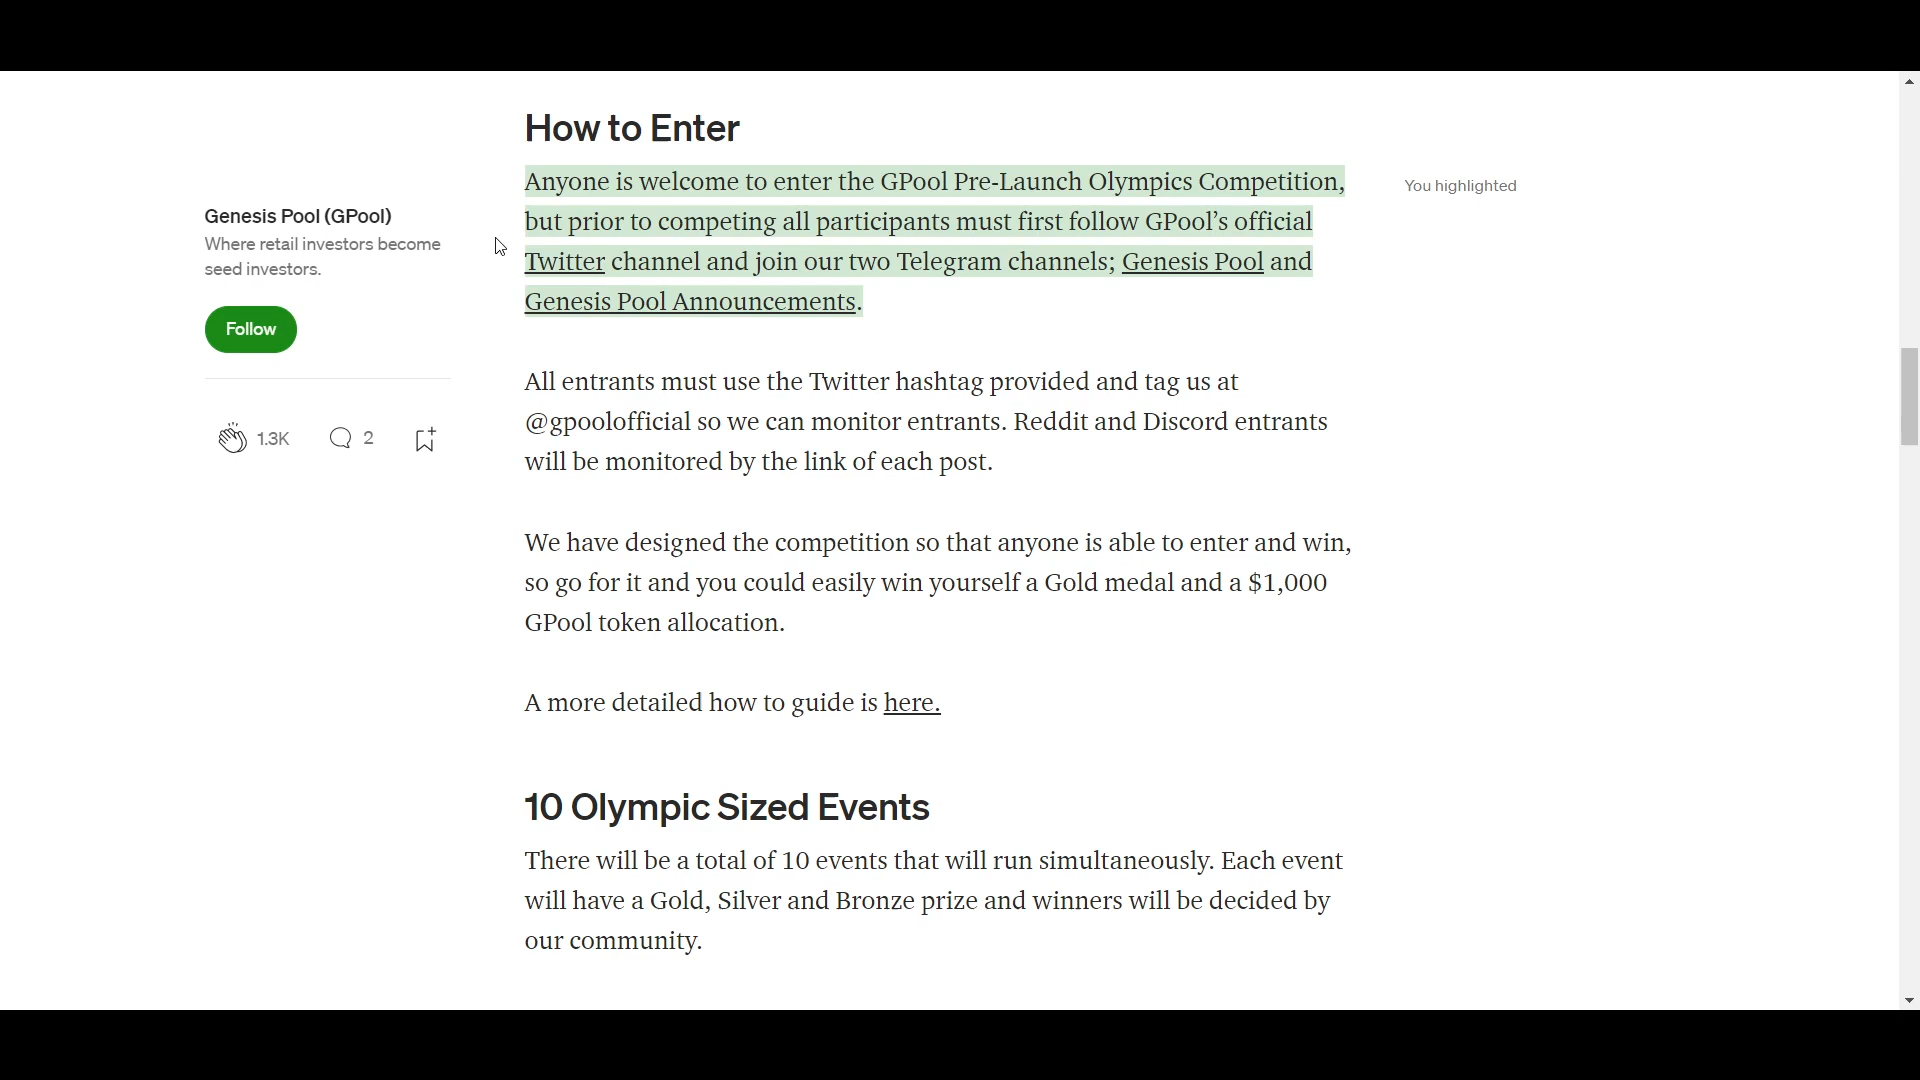 How to Enter
Anyone is welcome to enter the GPool Pre-Launch Olympics Competition,
but prior to competing all participants must first follow GPool’s official
Twitter channel and join our two Telegram channels; Genesis Pool and
Genesis Pool Announcements.
You highlighted
Genesis Pool (GPool)
Where retail investors become
seed investors.
Follow
1.3K 2
All entrants must use the Twitter hashtag provided and tag us at
@gpoolofficial so we can monitor entrants. Reddit and Discord entrants
will be monitored by the link of each post.
We have designed the competition so that anyone is able to enter and win,
so go for it and you could easily win yourself a Gold medal and a $1,000
GPool token allocation.
A more detailed how to guide is here.
10 Olympic Sized Events
There will be a total of 10 events that will run simultaneously. Each event
will have a Gold, Silver and Bronze prize and winners will be decided by
our community.